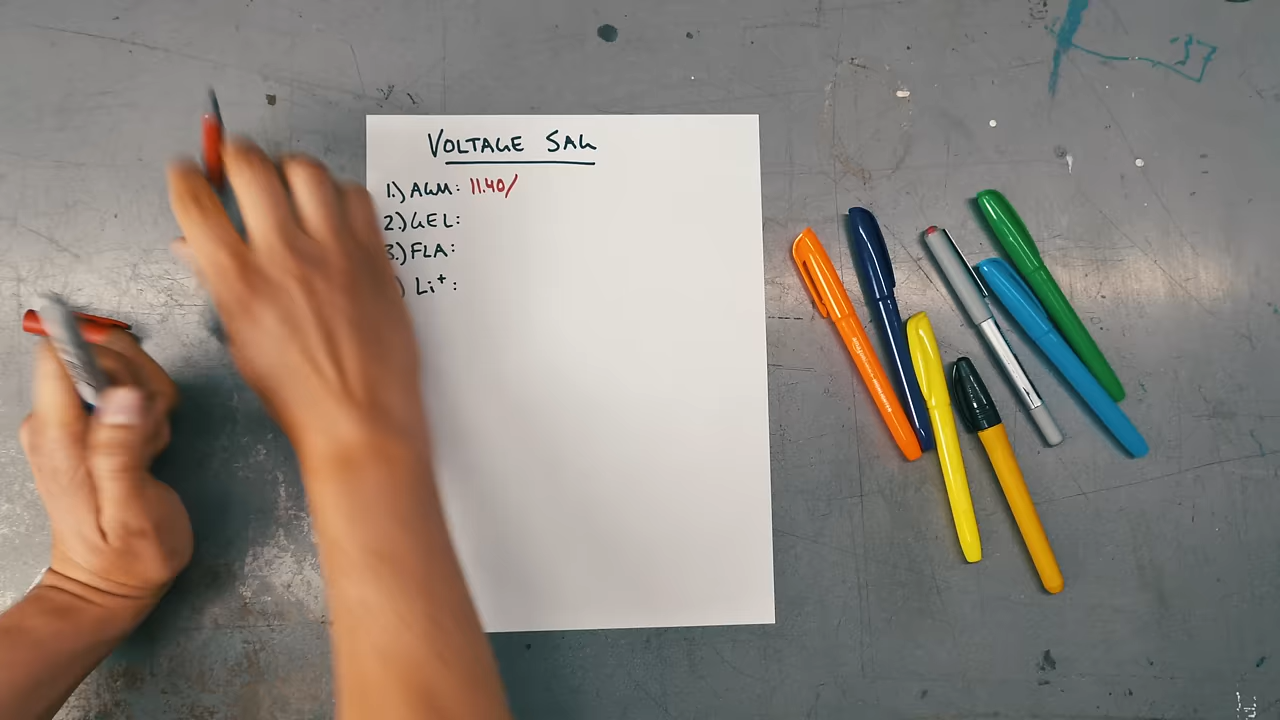 VOLTAGE SAG
1.) AGM: 11.40/
2.) GEL:
3.) FLA:
) Li+: